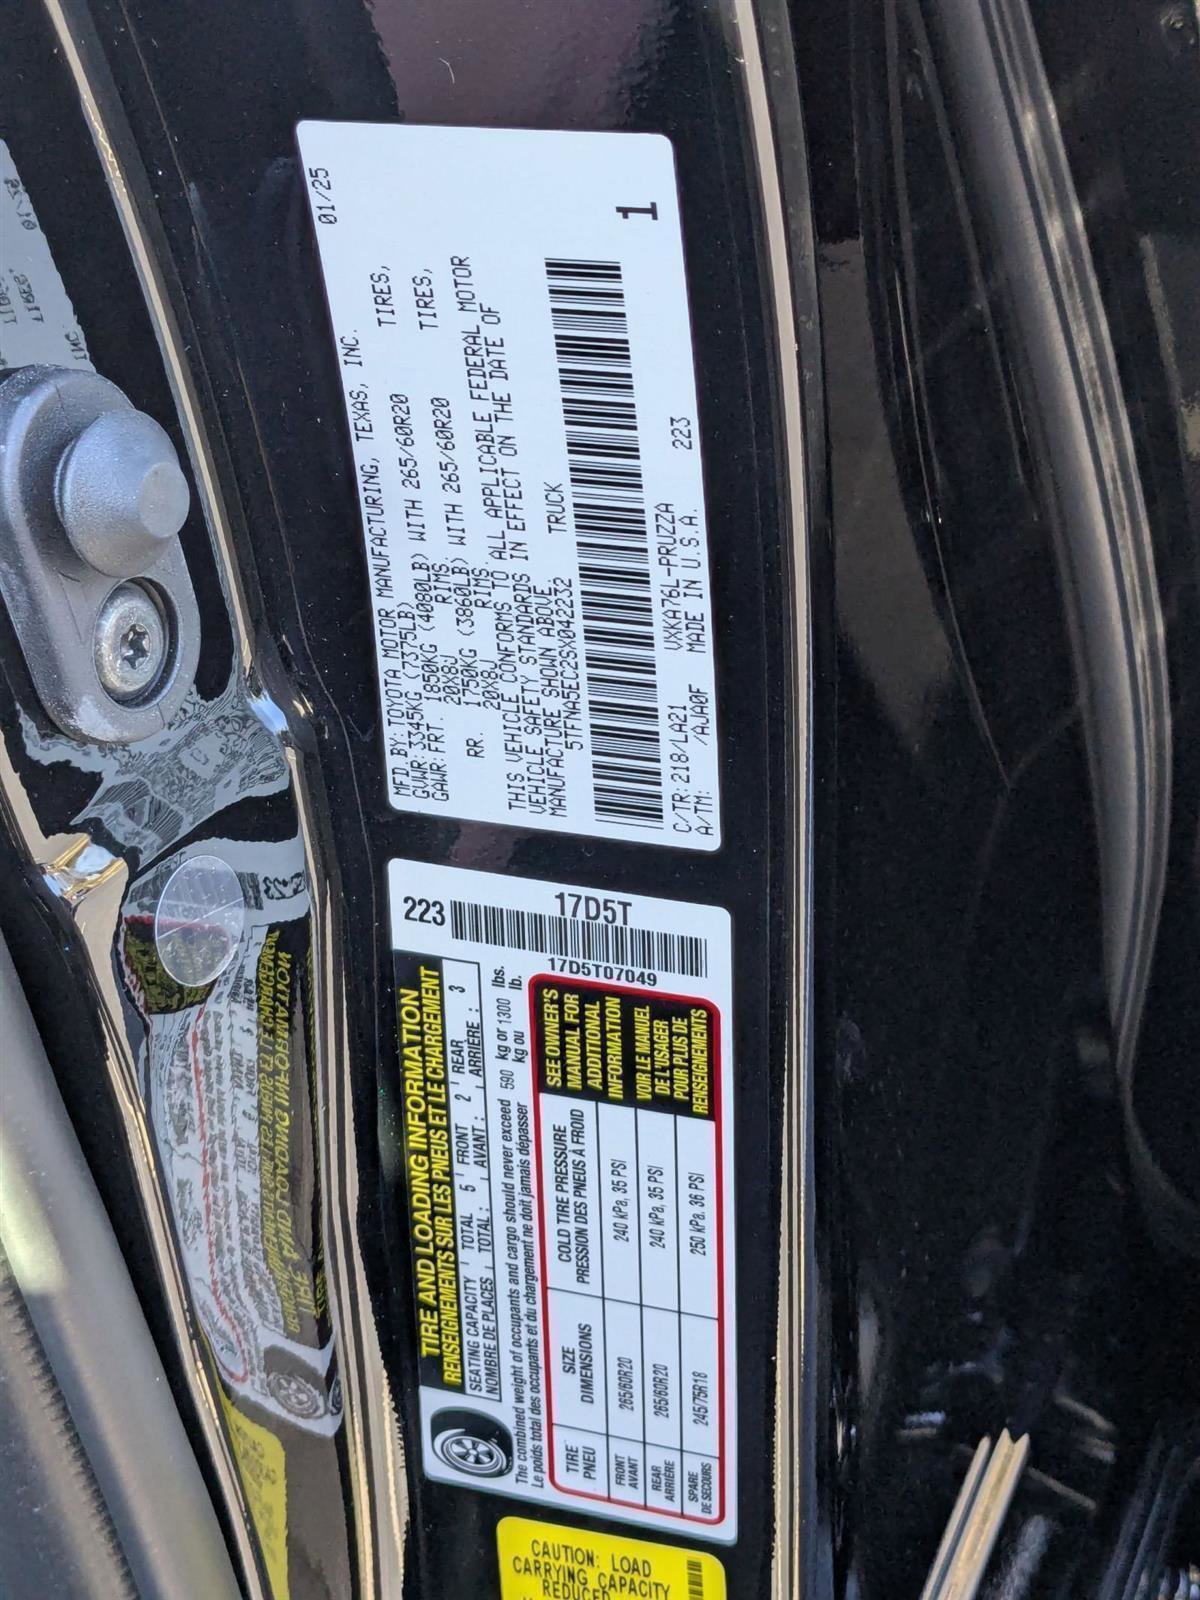 01/25
MFD BY: TOYOTA MOTOR MANUFACTURING, TEXAS, INC.
GVWR: 3345KG (7375LB)
GAWR: FRT. 1850KG (4080LB) WITH 265/60R20 TIRES,
20X8J RIMS.
RR. 1750KG (3860LB) WITH 265/60R20 TIRES,
20X8J RIMS.
THIS VEHICLE CONFORMS TO ALL APPLICABLE FEDERAL MOTOR
VEHICLE SAFETY STANDARDS IN EFFECT ON THE DATE OF
MANUFACTURE SHOWN ABOVE.
5TFNA5EC2SX042232 TRUCK
1
C/TR: 218/LA21 VXKA76L-PRUZZA 223
A/TM: /AJA0F MADE IN U.S.A.
223
17D5T
17D5T07049
TIRE AND LOADING INFORMATION
RENSEIGNEMENTS SUR LES PNEUS ET LE CHARGEMENT
SEATING CAPACITY TOTAL 5 FRONT 2 REAR 3
NOMBRE DE PLACES TOTAL: AVANT: ARRIÈRE:
The combined weight of occupants and cargo should never exceed 590 kg or 1300 lbs.
Le poids total des occupants et du chargement ne doit jamais dépasser kg ou lb.
TIRE SIZE COLD TIRE PRESSURE
PNEU DIMENSIONS PRESSION DES PNEUS À FROID
FRONT AVANT 265/60R20 240 kPa, 35 PSI
REAR ARRIÈRE 265/60R20 240 kPa, 35 PSI
SPARE DE SECOURS 245/75R18 250 kPa, 36 PSI
SEE OWNER'S
MANUAL FOR
ADDITIONAL
INFORMATION
VOIR LE MANUEL
DE L'USAGER
POUR PLUS DE
RENSEIGNEMENTS
CAUTION: LOAD
CARRYING CAPACITY
REDUCED